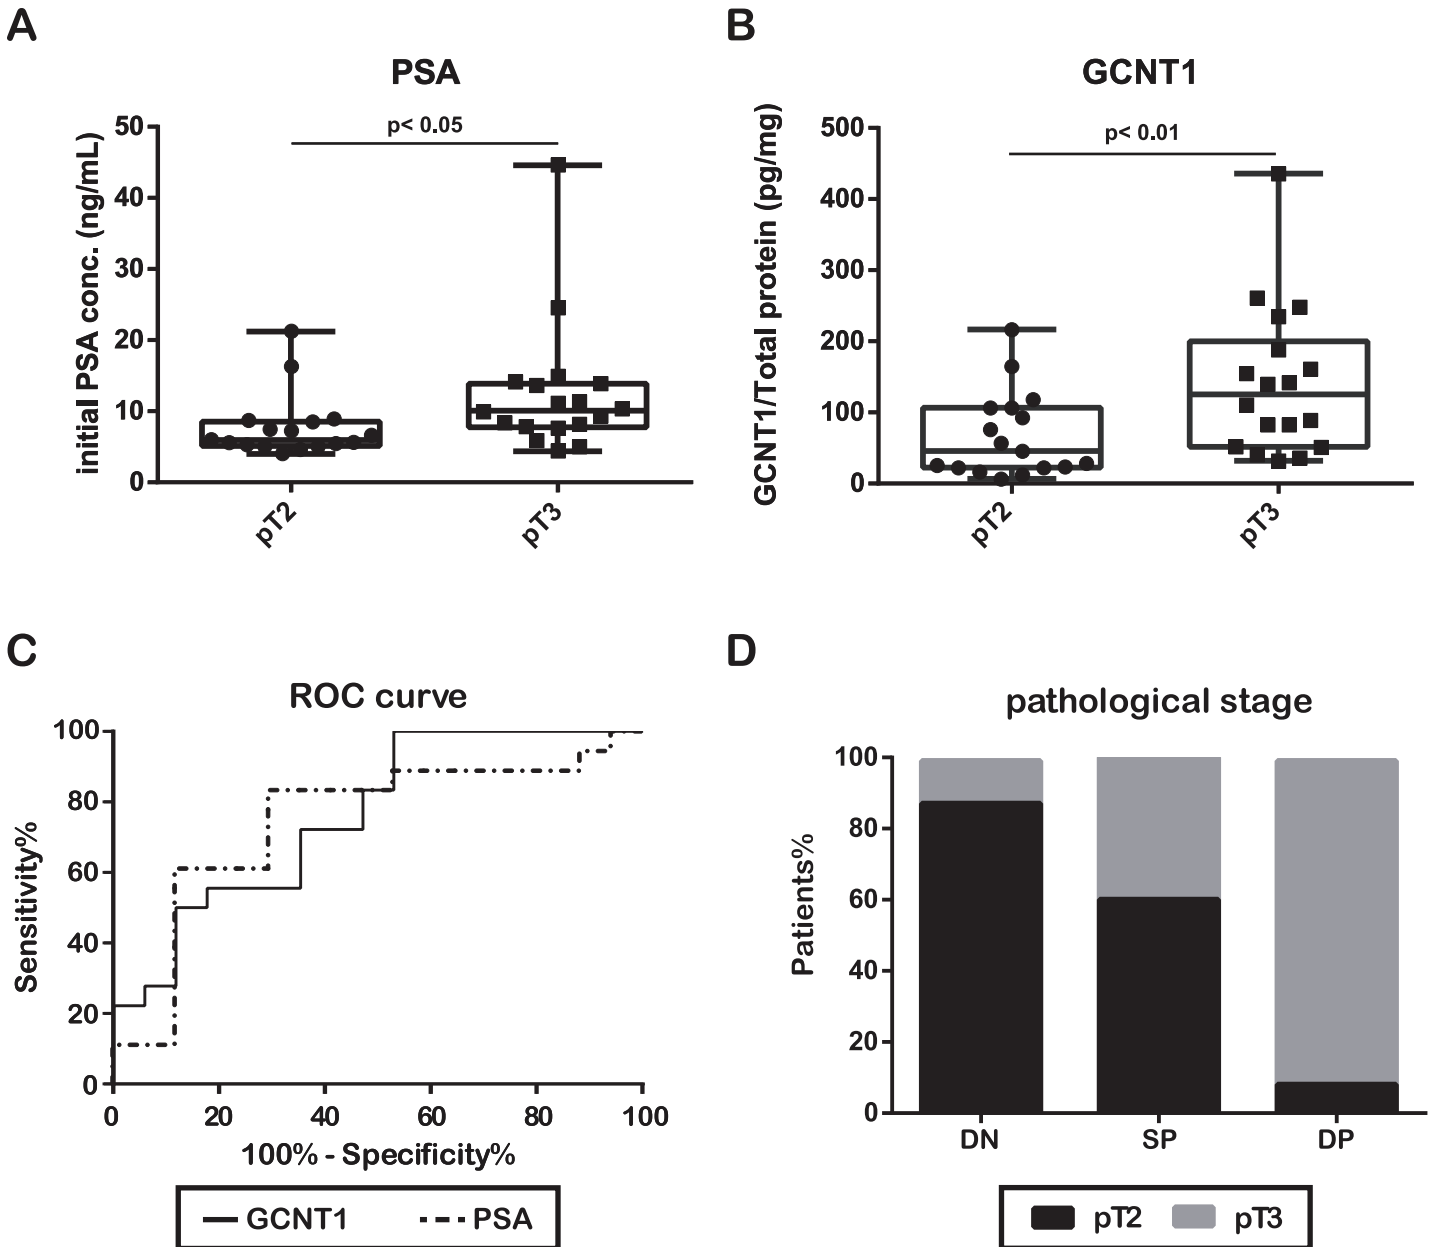 A
PSA
p< 0.05
initial PSA conc. (ng/mL)
50
40
30
20
10
0
pT2
pT3
B
GCNT1
p< 0.01
GCNT1/Total protein (pg/mg)
500
400
300
200
100
0
pT2
pT3
C
ROC curve
Sensitivity%
100
80
60
40
20
0
0 20 40 60 80 100
100% - Specificity%
GCNT1 PSA
D
pathological stage
Patients%
100
80
60
40
20
0
DN SP DP
pT2 pT3